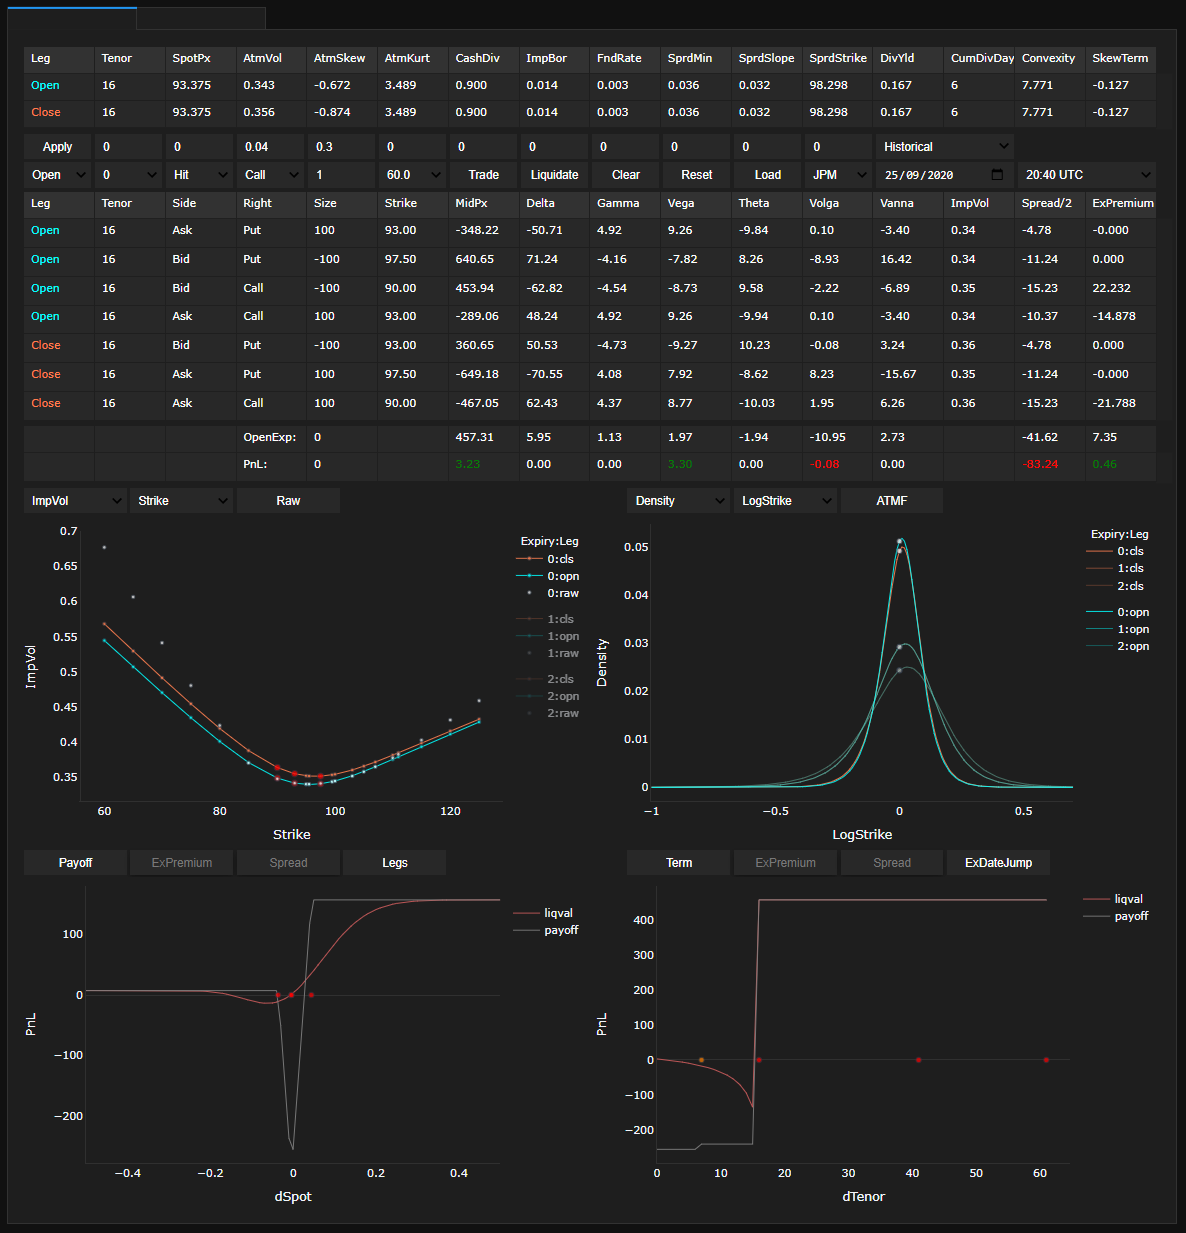 Leg Tenor SpotPx AtmVol AtmSkew AtmKurt CashDiv ImpBor FndRate SprdMin SprdSlope SprdStrike DivYld CumDivDay Convexity SkewTerm
Open 16 93.375 0.343 -0.672 3.489 0.900 0.014 0.003 0.036 0.032 98.298 0.167 6 7.771 -0.127
Close 16 93.375 0.356 -0.874 3.489 0.900 0.014 0.003 0.036 0.032 98.298 0.167 6 7.771 -0.127
Apply 0 0 0.04 0.3 0 0 0 0 0 0 0 Historical
Open 0 Hit Call 1 60.0 Trade Liquidate Clear Reset Load JPM 25/09/2020 20:40 UTC
Leg Tenor Side Right Size Strike MidPx Delta Gamma Vega Theta Volga Vanna ImpVol Spread/2 ExPremium
Open 16 Ask Put 100 93.00 -348.22 -50.71 4.92 9.26 -9.84 0.10 -3.40 0.34 -4.78 -0.000
Open 16 Bid Put -100 97.50 640.65 71.24 -4.16 -7.82 8.26 -8.93 16.42 0.34 -11.24 0.000
Open 16 Bid Call -100 90.00 453.94 -62.82 -4.54 -8.73 9.58 -2.22 -6.89 0.35 -15.23 22.232
Open 16 Ask Call 100 93.00 -289.06 48.24 4.92 9.26 -9.94 0.10 -3.40 0.34 -10.37 -14.878
Close 16 Bid Put -100 93.00 360.65 50.53 -4.73 -9.27 10.23 -0.08 3.24 0.36 -4.78 0.000
Close 16 Ask Put 100 97.50 -649.18 -70.55 4.08 7.92 -8.62 8.23 -15.67 0.35 -11.24 -0.000
Close 16 Ask Call 100 90.00 -467.05 62.43 4.37 8.77 -10.03 1.95 6.26 0.36 -15.23 -21.788
OpenExp: 0 457.31 5.95 1.13 1.97 -1.94 -10.95 2.73 -41.62 7.35
PnL: 0 3.23 0.00 0.00 3.30 0.00 -0.08 0.00 -83.24 0.46
ImpVol Strike Raw
0.7
0.65
0.6
0.55
0.5
0.45
0.4
0.35
ImpVol
60 80 100 120
Strike
Expiry:Leg
0:cls
0:opn
0:raw
1:cls
1:opn
1:raw
2:cls
2:opn
2:raw
Density LogStrike ATMF
0.05
0.04
0.03
0.02
0.01
0
Density
−1 −0.5 0 0.5
LogStrike
Expiry:Leg
0:cls
1:cls
2:cls
0:opn
1:opn
2:opn
Payoff ExPremium Spread Legs
100
0
−100
−200
PnL
−0.4 −0.2 0 0.2 0.4
dSpot
liqval
payoff
Term ExPremium Spread ExDateJump
400
300
200
100
0
−100
−200
PnL
0 10 20 30 40 50 60
dTenor
liqval
payoff